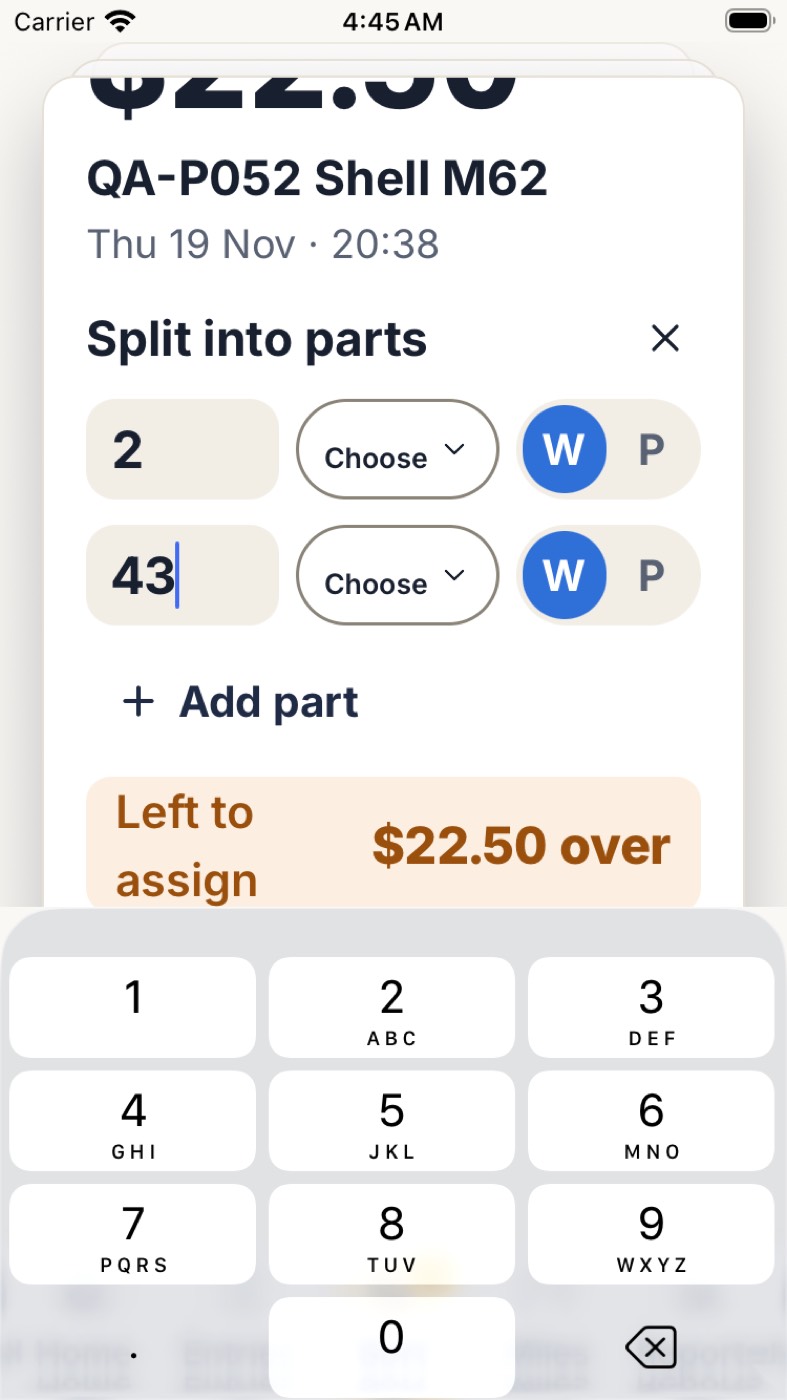 Carrier 4:45 AM
$22.50
QA-P052 Shell M62
Thu 19 Nov · 20:38
Split into parts
2 Choose W P
43 Choose W P
+ Add part
Left to assign $22.50 over
1 2 ABC 3 DEF
4 GHI 5 JKL 6 MNO
7 PQRS 8 TUV 9 WXYZ
. 0